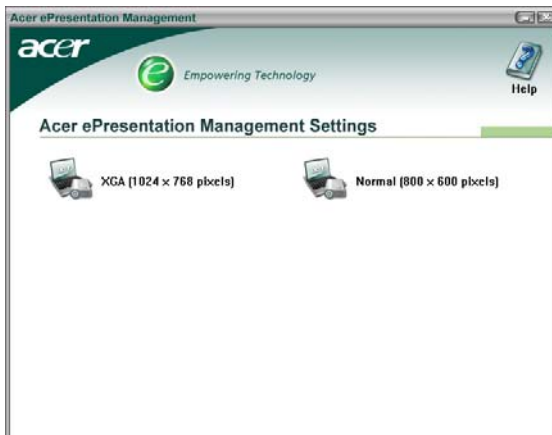 Acer ePresentation Management
acer
e Empowering Technology
Help
Acer ePresentation Management Settings
XGA (1024 x 768 pixels)
Normal (800 x 600 pixels)